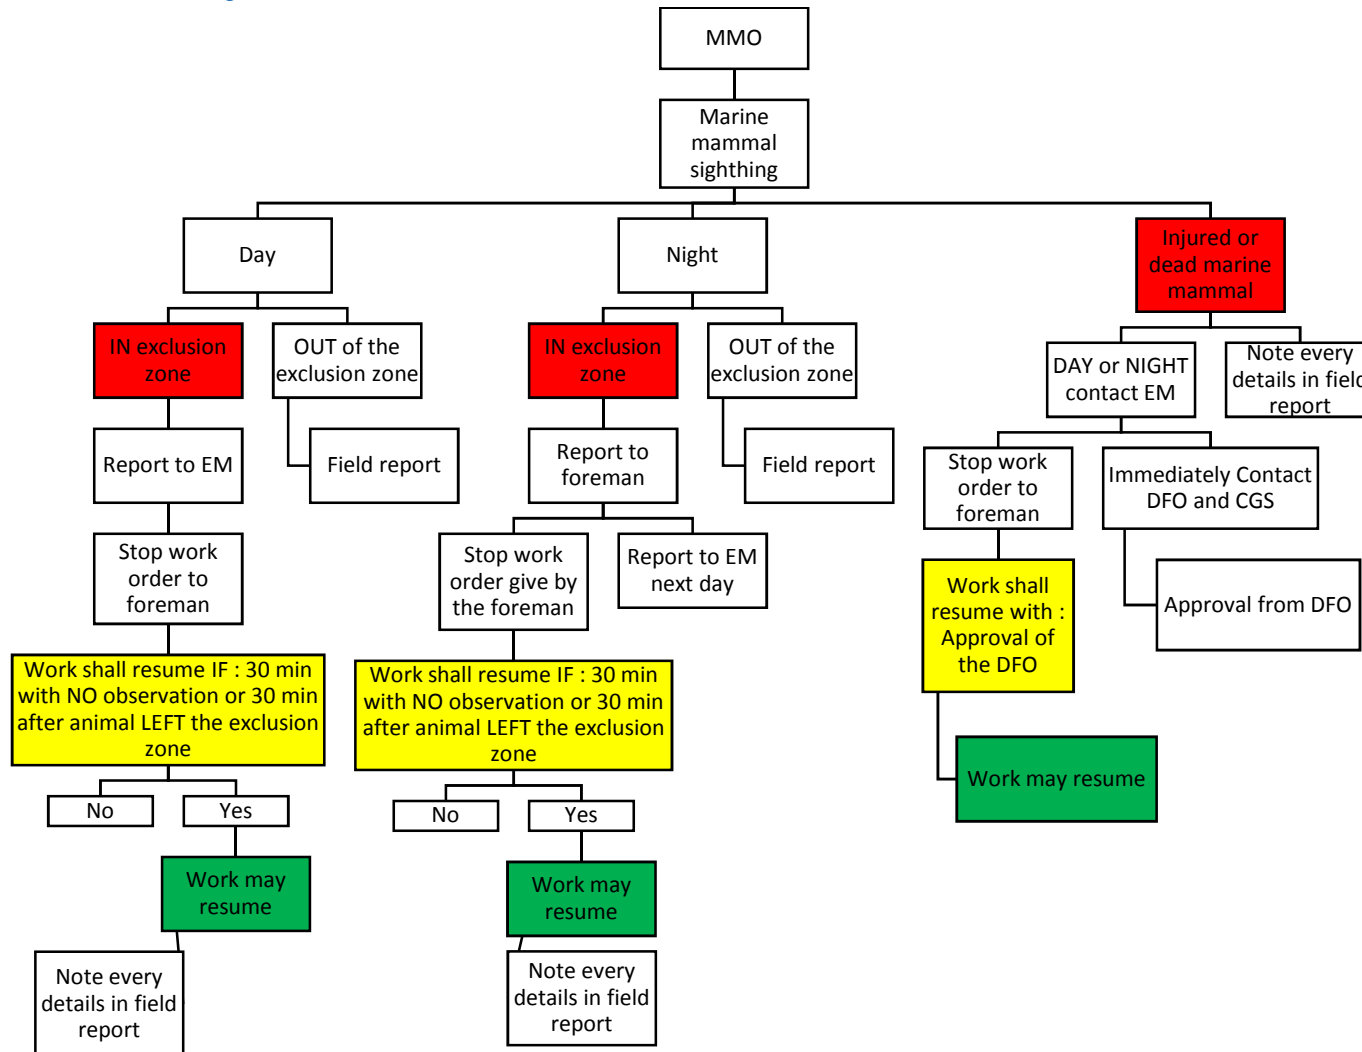 MMO
Marine
mammal
sighthing
Day
Night
Injured or
dead marine
mammal
IN exclusion
zone
OUT of the
exclusion zone
IN exclusion
zone
OUT of the
exclusion zone
DAY or NIGHT
contact EM
Note every
details in field
report
Report to EM
Field report
Report to
foreman
Field report
Stop work
order to
foreman
Immediately Contact
DFO and CGS
Stop work
order to
foreman
Stop work
order give by
the foreman
Report to EM
next day
Work shall
resume with :
Approval of
the DFO
Approval from DFO
Work shall resume IF : 30 min
with NO observation or 30 min
after animal LEFT the exclusion
zone
Work shall resume IF : 30 min
with NO observation or 30 min
after animal LEFT the exclusion
zone
Work may resume
No
Yes
No
Yes
Work may
resume
Work may
resume
Note every
details in field
report
Note every
details in field
report